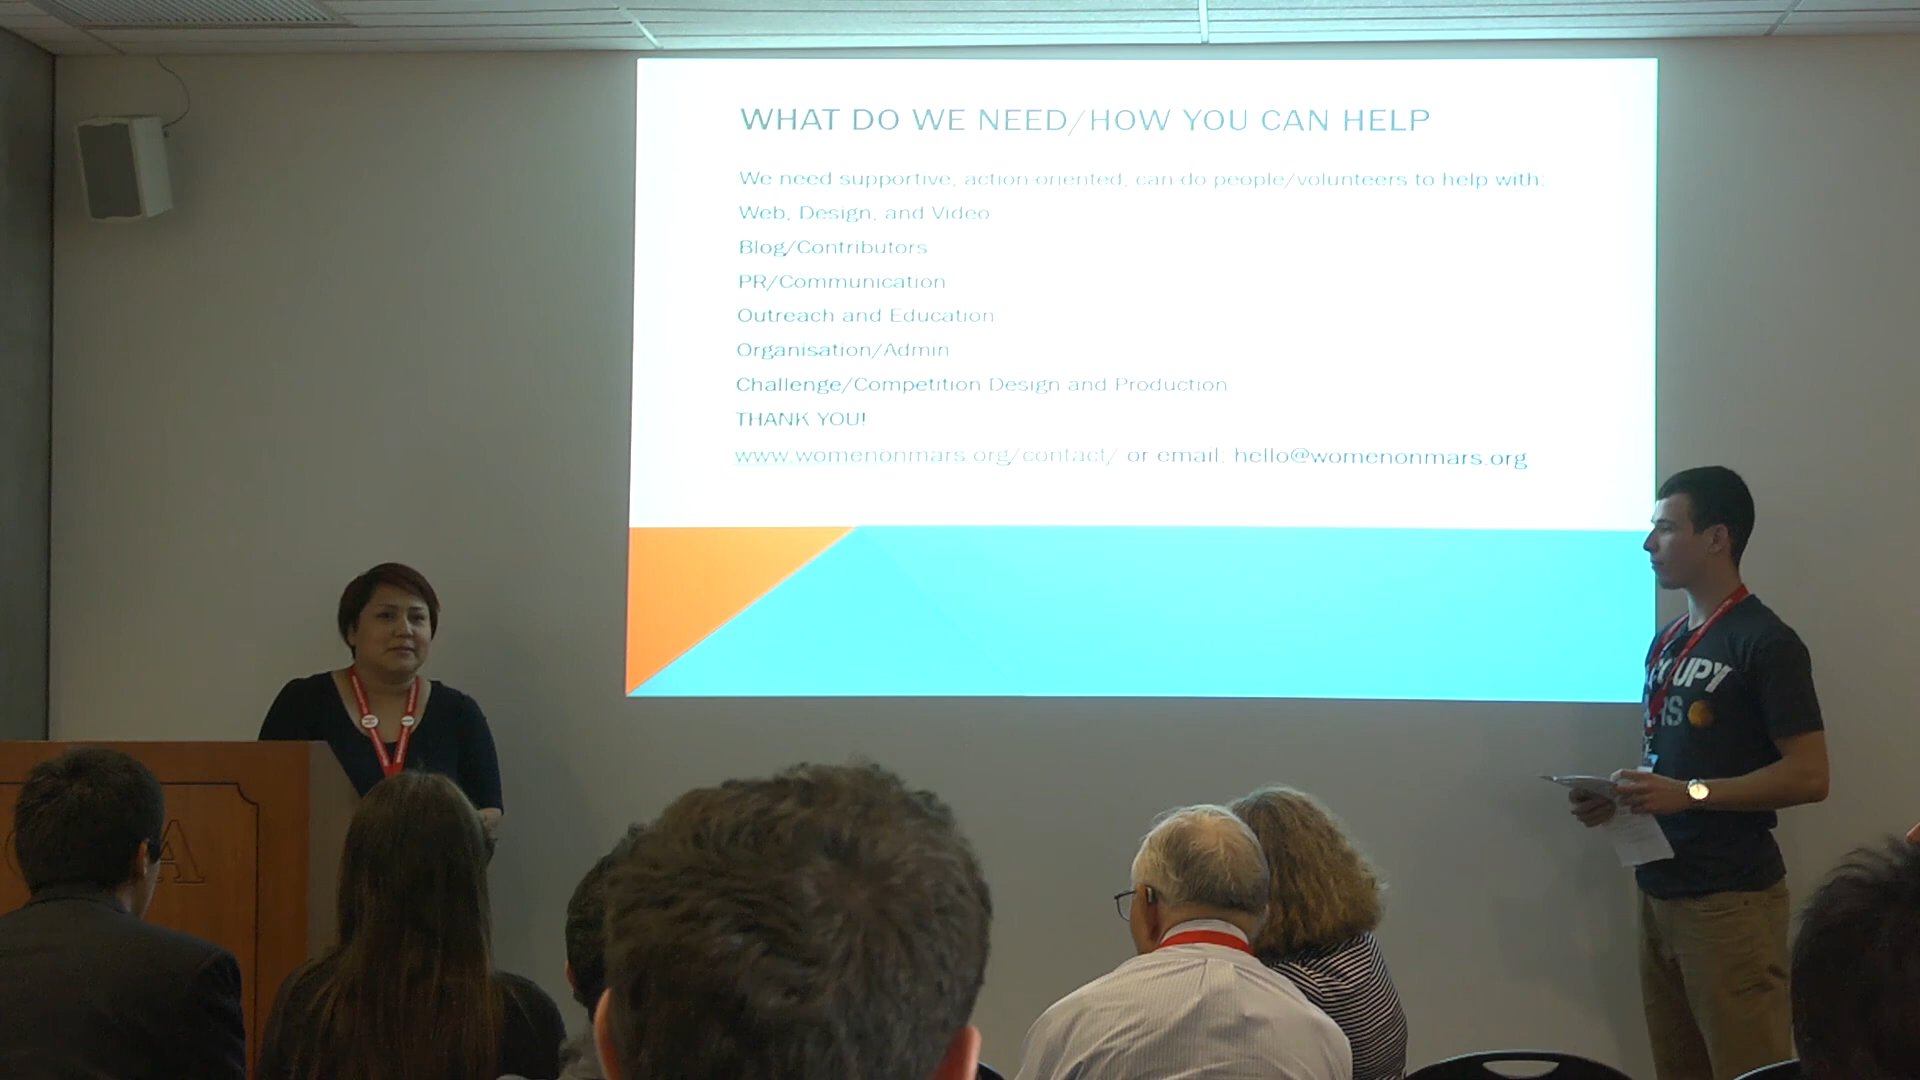 WHAT DO WE NEED/HOW YOU CAN HELP
We need supportive, action-oriented, can-do people/volunteers to help with:
Web, Design, and Video
Blog/Contributors
PR/Communication
Outreach and Education
Organisation/Admin
Challenge/Competition Design and Production
THANK YOU!
www.womenonmars.org/contact/ or email: hello@womenonmars.org